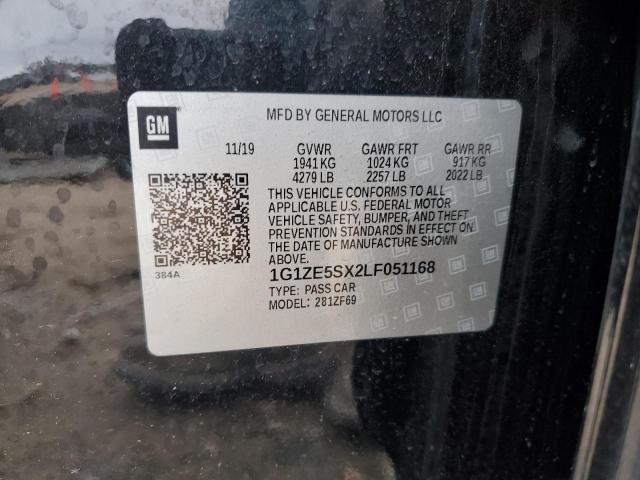 GM
MFD BY GENERAL MOTORS LLC
11/19 GVWR GAWR FRT GAWR RR
1941 KG 1024 KG 917 KG
4279 LB 2257 LB 2022 LB
THIS VEHICLE CONFORMS TO ALL
APPLICABLE U.S. FEDERAL MOTOR
VEHICLE SAFETY, BUMPER, AND THEFT
PREVENTION STANDARDS IN EFFECT ON
THE DATE OF MANUFACTURE SHOWN
ABOVE.
384A
1G1ZE5SX2LF051168
TYPE: PASS CAR
MODEL: 281ZF69